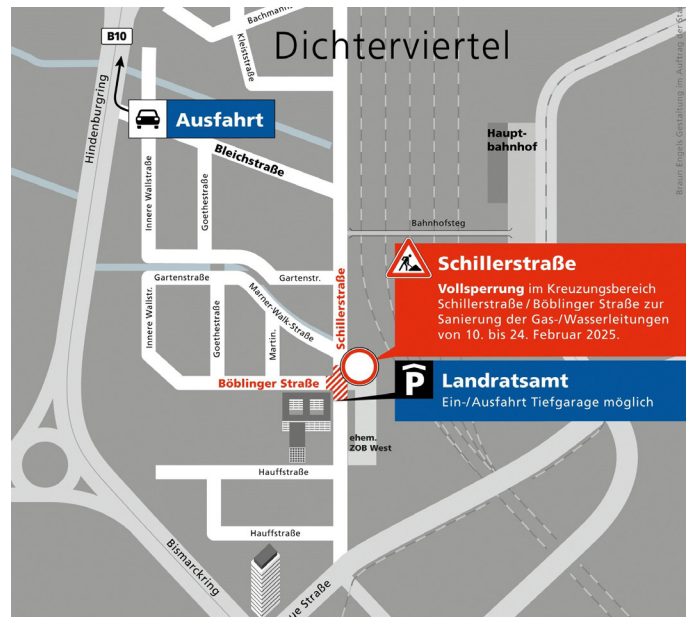 Bachmann
Kleiststraße
Dichterviertel
B10
Hindenburgring
Ausfahrt
Bleichstraße
Innere Wallstraße
Goethestraße
Haupt-
bahnhof
Braun Engels Gestaltung im Auftrag der
Bahnhofsteg
Gartenstraße
Gartenstr.
Marner-Walk-Straße
Schillerstraße
Innere Wallstr.
Goethestraße
Martin.
Schillerstraße
Vollsperrung im Kreuzungsbereich
Schillerstraße/Böblinger Straße zur
Sanierung der Gas-/Wasserleitungen
von 10. bis 24. Februar 2025.
Böblinger Straße
P
Landratsamt
Ein-/Ausfahrt Tiefgarage möglich
ehem.
ZOB West
Hauffstraße
Hauffstraße
Bismarckring
ue Straße